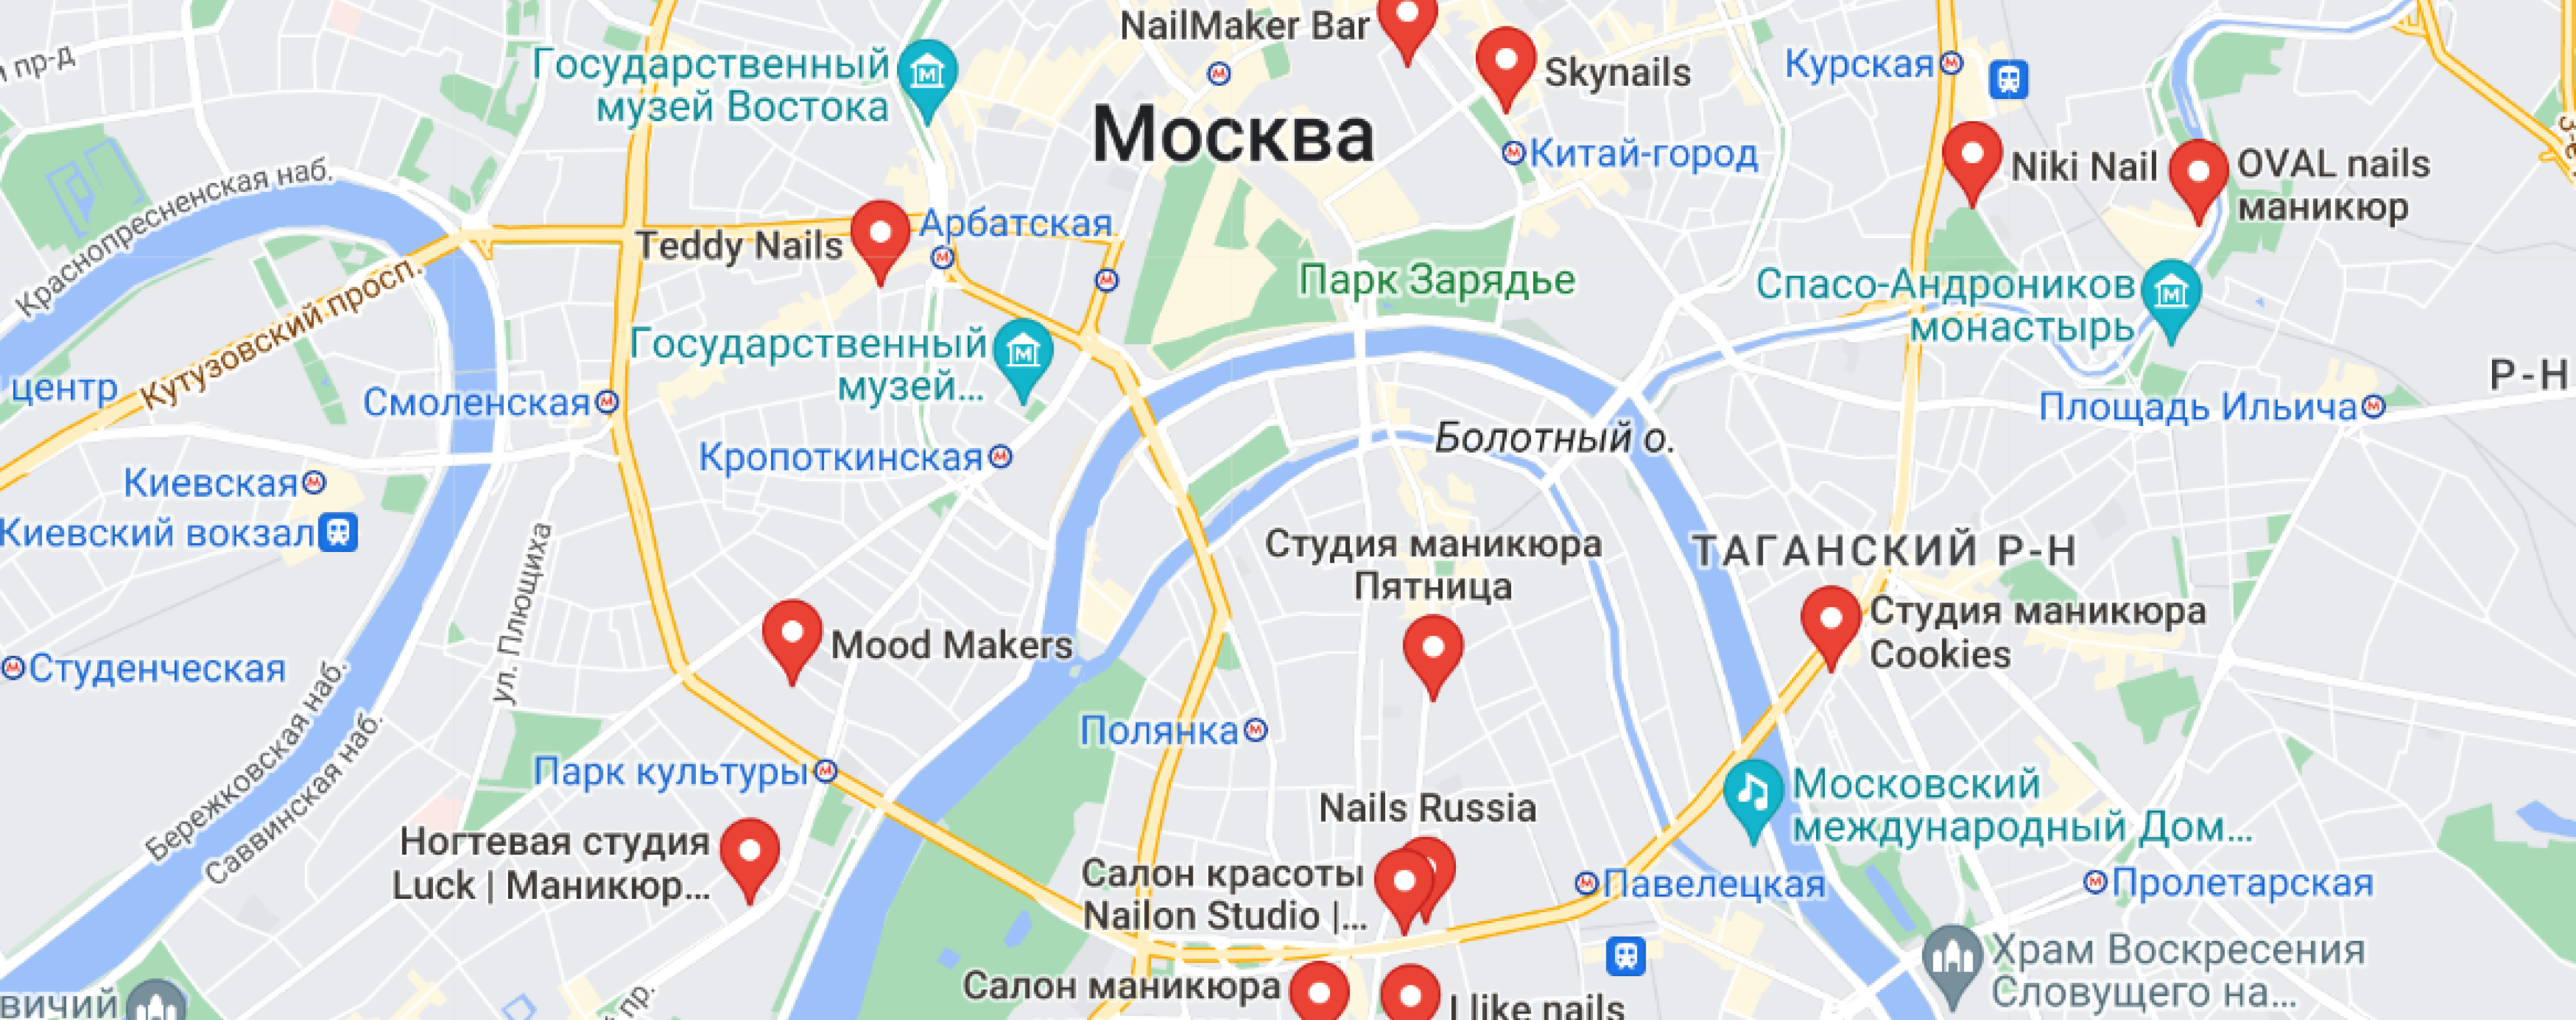 NailMaker Bar
Государственный
музей Востока
Skynails
Курская
пр-д
Москва
Китай-город
Niki Nail
OVAL nails
маникюр
Краснопресненская наб.
Teddy Nails
Арбатская
Парк Зарядье
Спасо-Андроников
монастырь
Кутузовский просп.
Государственный
музей...
центр
Смоленская
Р-Н
Площадь Ильича
Кропоткинская
Болотный о.
Киевская
Киевский вокзал
ул. Плющиха
Студия маникюра
Пятница
ТАГАНСКИЙ Р-Н
Студия маникюра
Cookies
Mood Makers
Студенческая
Бережковская наб.
Саввинская наб.
Полянка
Парк культуры
Московский
международный Дом...
Nails Russia
Ногтевая студия
Luck | Маникюр...
Салон красоты
Nailon Studio |...
Павелецкая
Пролетарская
Храм Воскресения
Словущего на...
Салон маникюра
I like nails
вичий
пр.